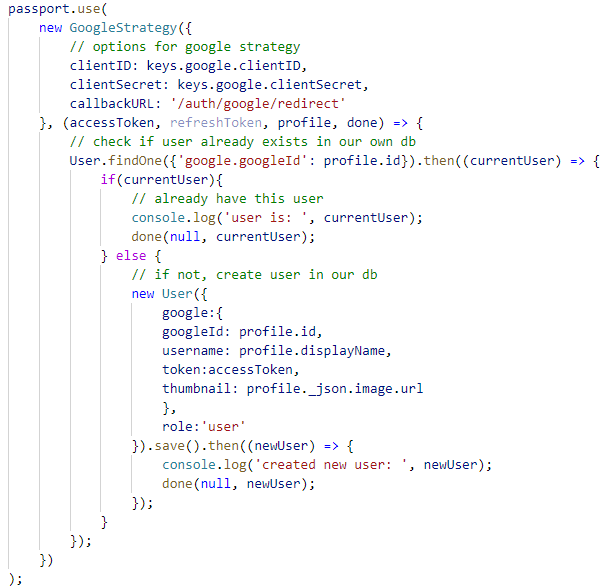 passport.use(
    new GoogleStrategy({
        // options for google strategy
        clientID: keys.google.clientID,
        clientSecret: keys.google.clientSecret,
        callbackURL: '/auth/google/redirect'
    }, (accessToken, refreshToken, profile, done) => {
        // check if user already exists in our own db
        User.findOne({'google.googleId': profile.id}).then((currentUser) => {
            if(currentUser){
                // already have this user
                console.log('user is: ', currentUser);
                done(null, currentUser);
            } else {
                // if not, create user in our db
                new User({
                    google:{
                    googleId: profile.id,
                    username: profile.displayName,
                    token:accessToken,
                    thumbnail: profile._json.image.url
                    },
                    role:'user'
                }).save().then((newUser) => {
                    console.log('created new user: ', newUser);
                    done(null, newUser);
                });
            }
        });
    })
);